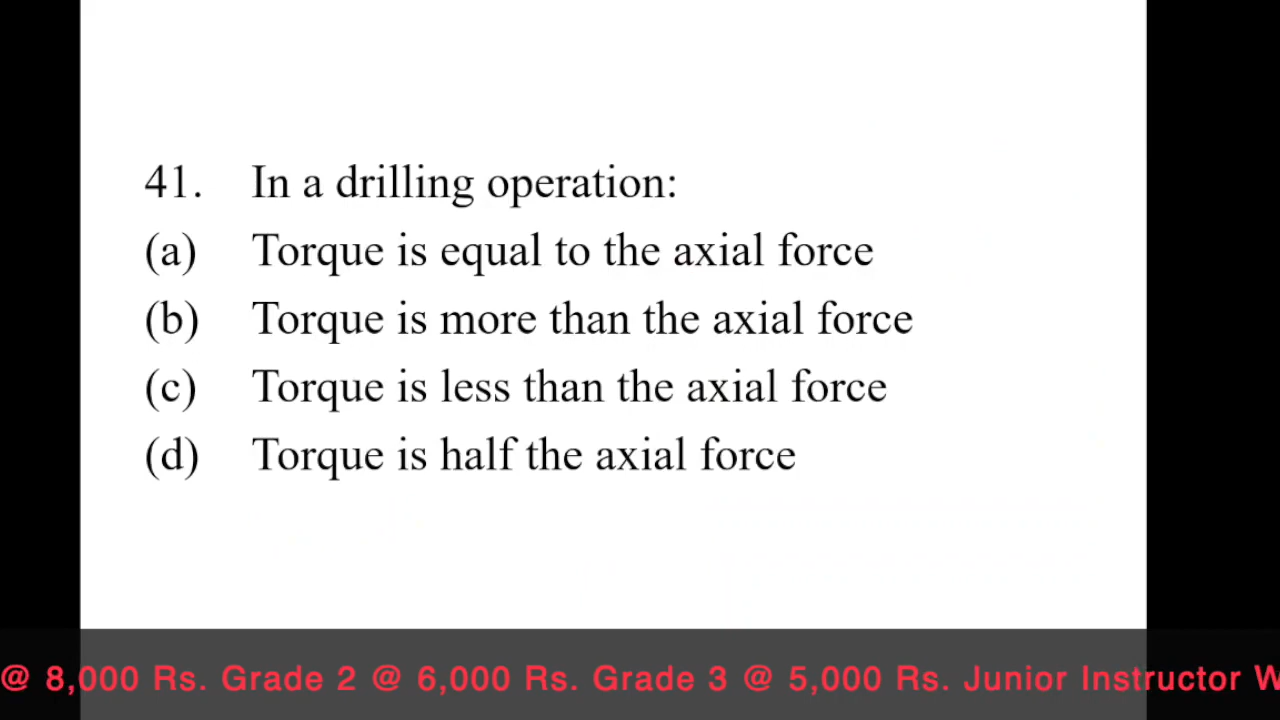 41. In a drilling operation:
(a) Torque is equal to the axial force
(b) Torque is more than the axial force
(c) Torque is less than the axial force
(d) Torque is half the axial force
@ 8,000 Rs. Grade 2 @ 6,000 Rs. Grade 3 @ 5,000 Rs. Junior Instructor W